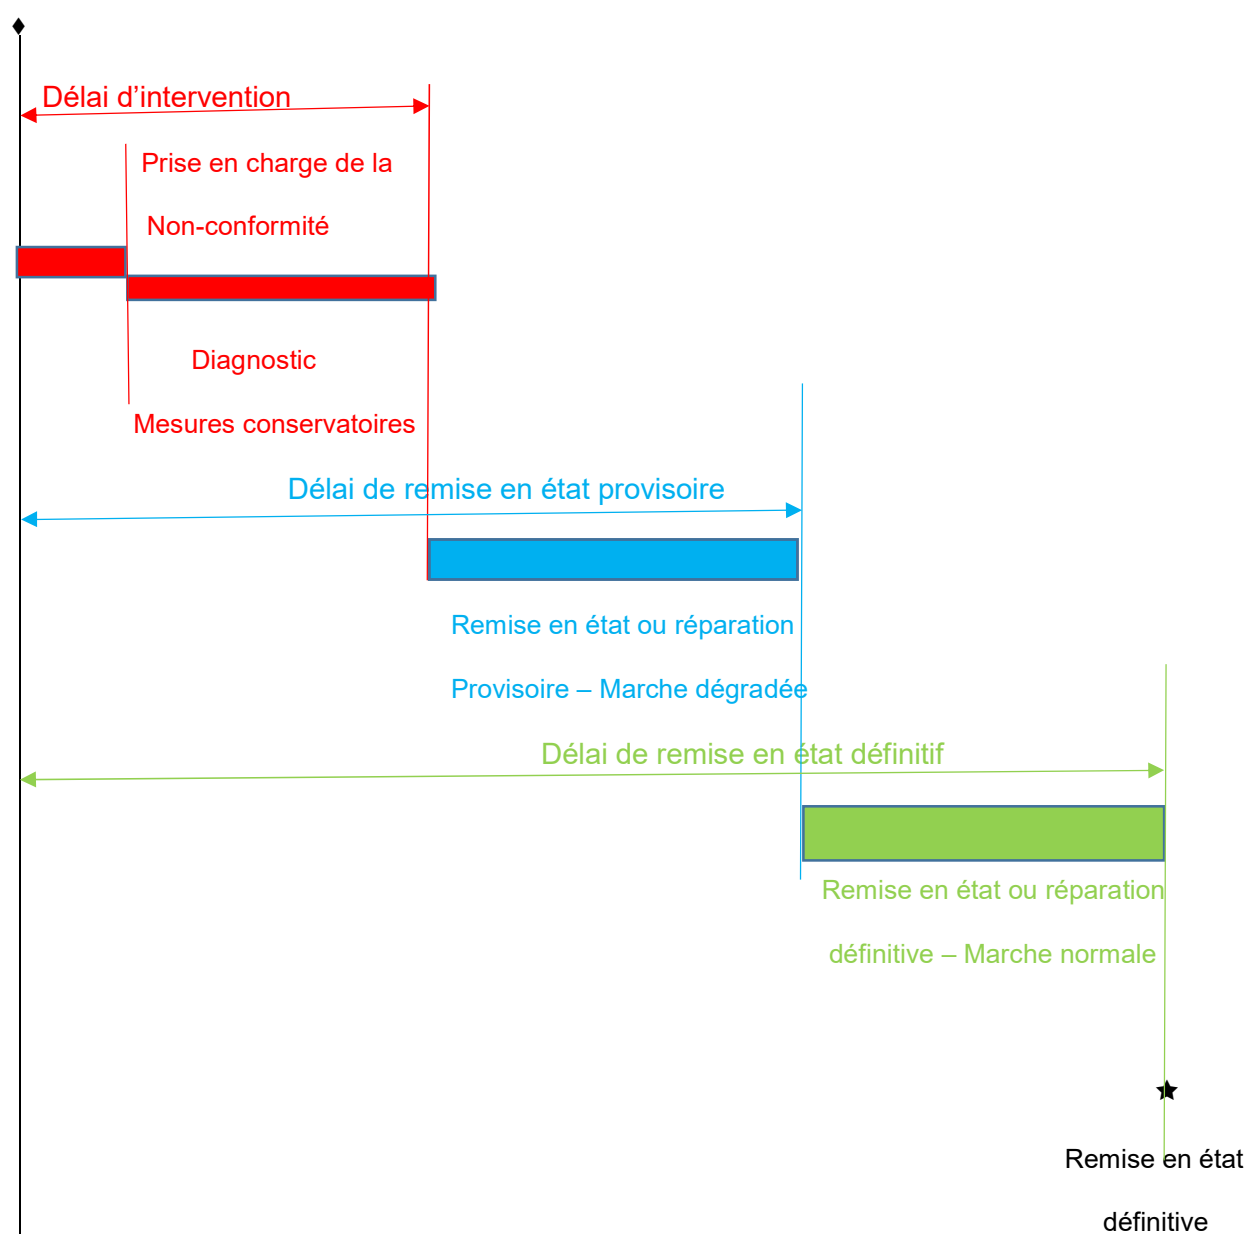 Délai d’intervention
Prise en charge de la
Non-conformité
Diagnostic
Mesures conservatoires
Délai de remise en état provisoire
Remise en état ou réparation
Provisoire – Marche dégradée
Délai de remise en état définitif
Remise en état ou réparation
définitive – Marche normale
Remise en état
définitive